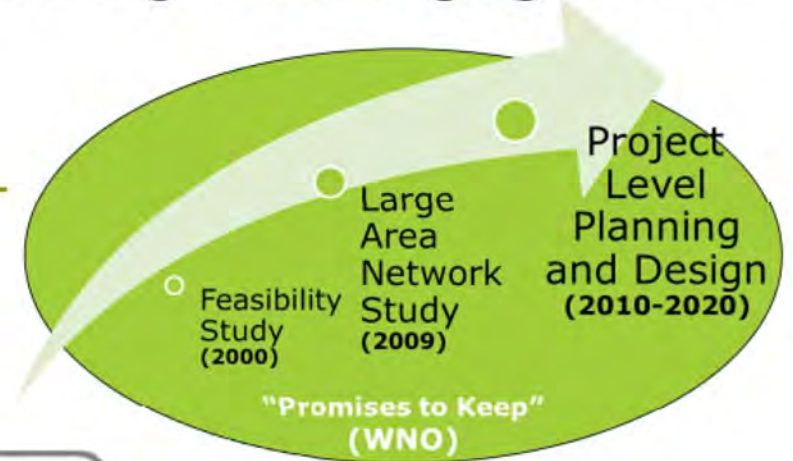 Feasibility
Study
(2000)
Large
Area
Network
Study
(2009)
Project
Level
Planning
and Design
(2010-2020)
"Promises to Keep"
(WNO)